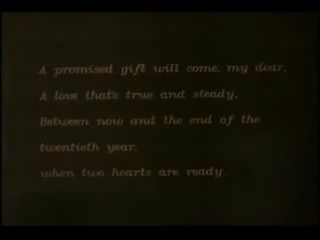 A promised gift will come, my dear.
A love that's true and steady,
Between now and the end of the
twentieth year,
when two hearts are ready.